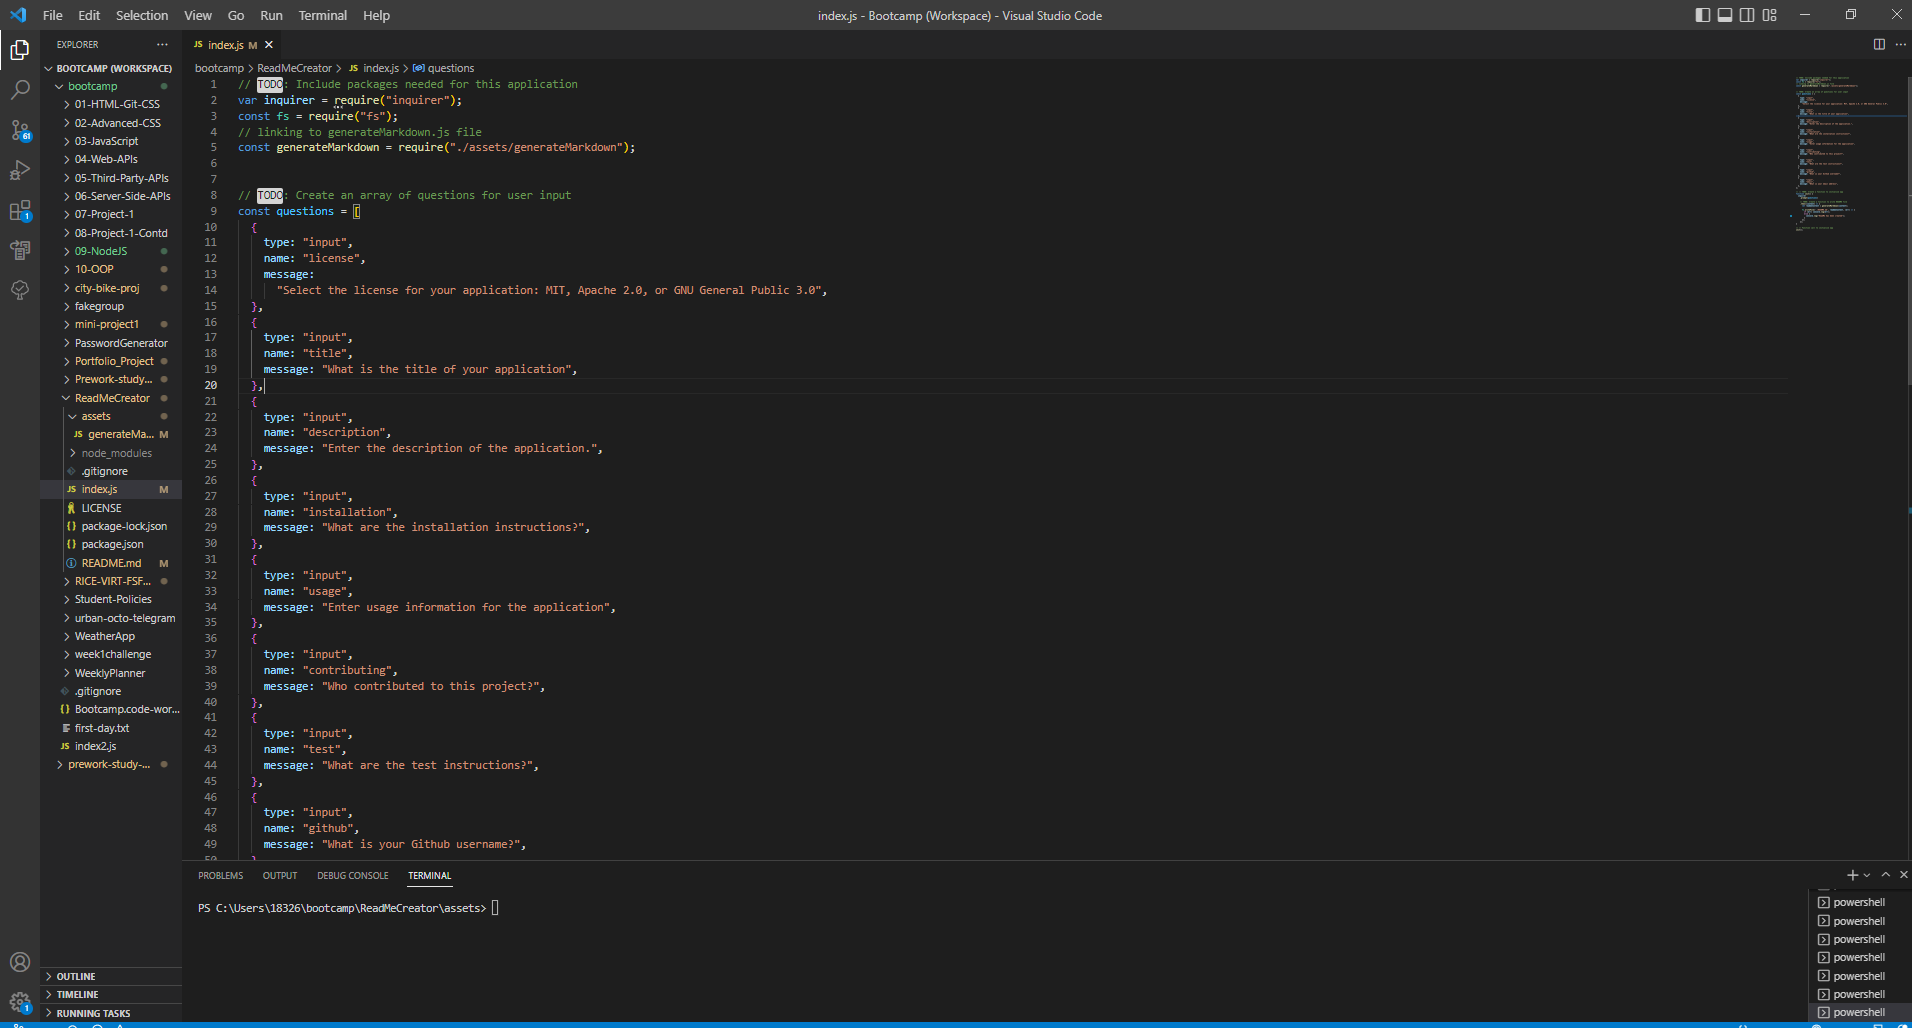 File Edit Selection View Go Run Terminal Help
index.js - Bootcamp (Workspace) - Visual Studio Code
EXPLORER
BOOTCAMP (WORKSPACE)
bootcamp
01-HTML-Git-CSS
02-Advanced-CSS
03-JavaScript
04-Web-APIs
05-Third-Party-APIs
06-Server-Side-APIs
07-Project-1
08-Project-1-Contd
09-NodeJS
10-OOP
city-bike-proj
fakegroup
mini-project1
PasswordGenerator
Portfolio_Project
Prework-study...
ReadMeCreator
assets
JS generateMa... M
node_modules
.gitignore
JS index.js M
LICENSE
{} package-lock.json
{} package.json
README.md M
RICE-VIRT-FSF...
Student-Policies
urban-octo-telegram
WeatherApp
week1challenge
WeeklyPlanner
.gitignore
{} Bootcamp.code-wor...
first-day.txt
JS index2.js
prework-study-...
OUTLINE
TIMELINE
RUNNING TASKS
61
1
1
JS index.js M
bootcamp > ReadMeCreator > JS index.js > questions
1 // TODO: Include packages needed for this application
2 var inquirer = require("inquirer");
3 const fs = require("fs");
4 // linking to generateMarkdown.js file
5 const generateMarkdown = require("./assets/generateMarkdown");
6
7
8 // TODO: Create an array of questions for user input
9 const questions = [
10 {
11 type: "input",
12 name: "license",
13 message:
14 "Select the license for your application: MIT, Apache 2.0, or GNU General Public 3.0",
15 },
16 {
17 type: "input",
18 name: "title",
19 message: "What is the title of your application",
20 },
21 {
22 type: "input",
23 name: "description",
24 message: "Enter the description of the application.",
25 },
26 {
27 type: "input",
28 name: "installation",
29 message: "What are the installation instructions?",
30 },
31 {
32 type: "input",
33 name: "usage",
34 message: "Enter usage information for the application",
35 },
36 {
37 type: "input",
38 name: "contributing",
39 message: "Who contributed to this project?",
40 },
41 {
42 type: "input",
43 name: "test",
44 message: "What are the test instructions?",
45 },
46 {
47 type: "input",
48 name: "github",
49 message: "What is your Github username?",
PROBLEMS OUTPUT DEBUG CONSOLE TERMINAL
PS C:\Users\18326\bootcamp\ReadMeCreator\assets>
powershell
powershell
powershell
powershell
powershell
powershell
powershell